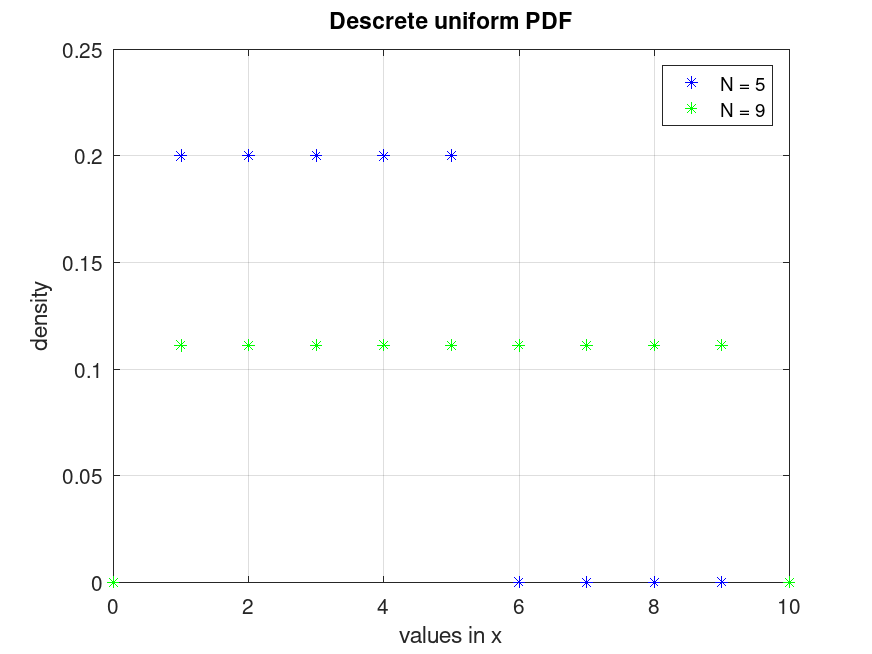 Descrete uniform PDF
0.25
0.2
0.15
0.1
0.05
0
density
N = 5
N = 9
0 2 4 6 8 10
values in x